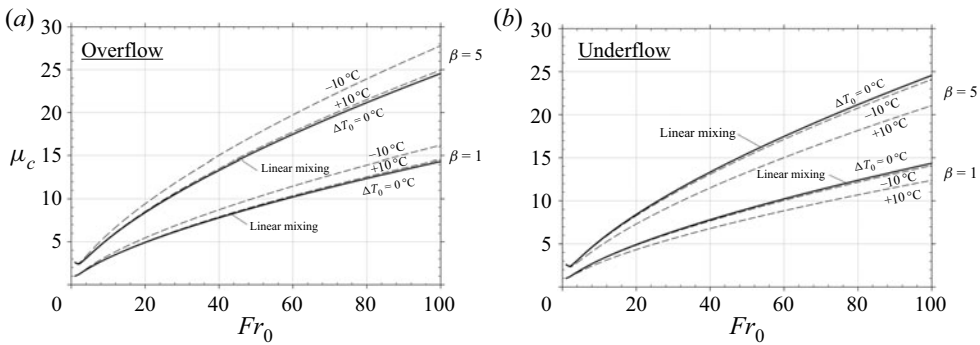 (a)
Overflow
30
25
20
15
10
5
0
20
40
60
80
100
μc
Fr0
−10 °C
+10 °C
ΔT0 = 0 °C
Linear mixing
β = 5
−10 °C
+10 °C
ΔT0 = 0 °C
Linear mixing
β = 1
(b)
Underflow
30
25
20
15
10
5
0
20
40
60
80
100
Fr0
ΔT0 = 0 °C
−10 °C
+10 °C
Linear mixing
β = 5
ΔT0 = 0 °C
−10 °C
+10 °C
Linear mixing
β = 1